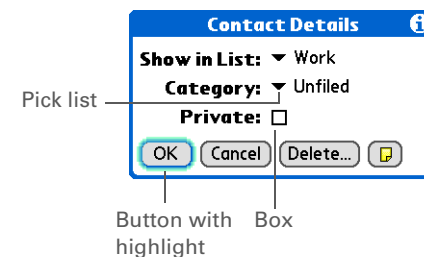 Contact Details i
Show in List: Work
Category: Unfiled
Pick list
Private:
OK Cancel Delete...
Button with Box
highlight